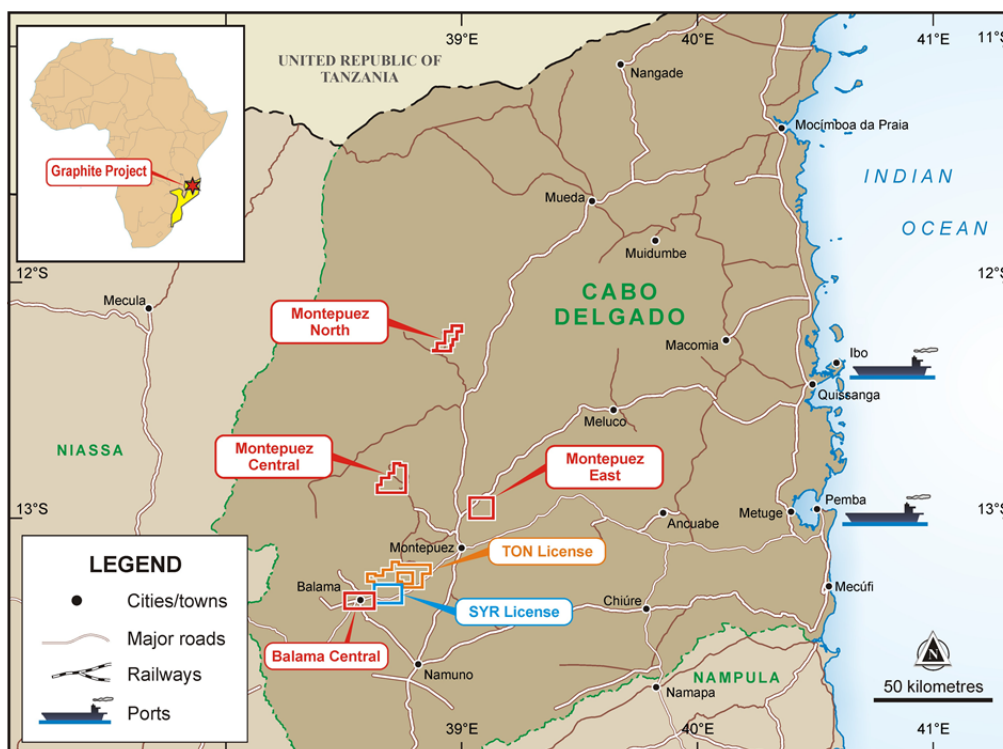 39°E
40°E
41°E
11°S
UNITED REPUBLIC OF
TANZANIA
Nangade
Mocímboa da Praia
Graphite Project
INDIAN
OCEAN
Mueda
Muidumbe
12°S
12°S
Mecula
CABO
DELGADO
Montepuez
North
Macomia
Ibo
Quissanga
Meluco
NIASSA
Montepuez
Central
Montepuez
East
13°S
13°S
Pemba
Metuge
Ancuabe
Montepuez
TON License
LEGEND
Cities/towns
Major roads
Railways
Ports
Balama
SYR License
Mecúfi
Chiúre
Balama Central
Namuno
NAMPULA
Namapa
N
50 kilometres
39°E
40°E
41°E